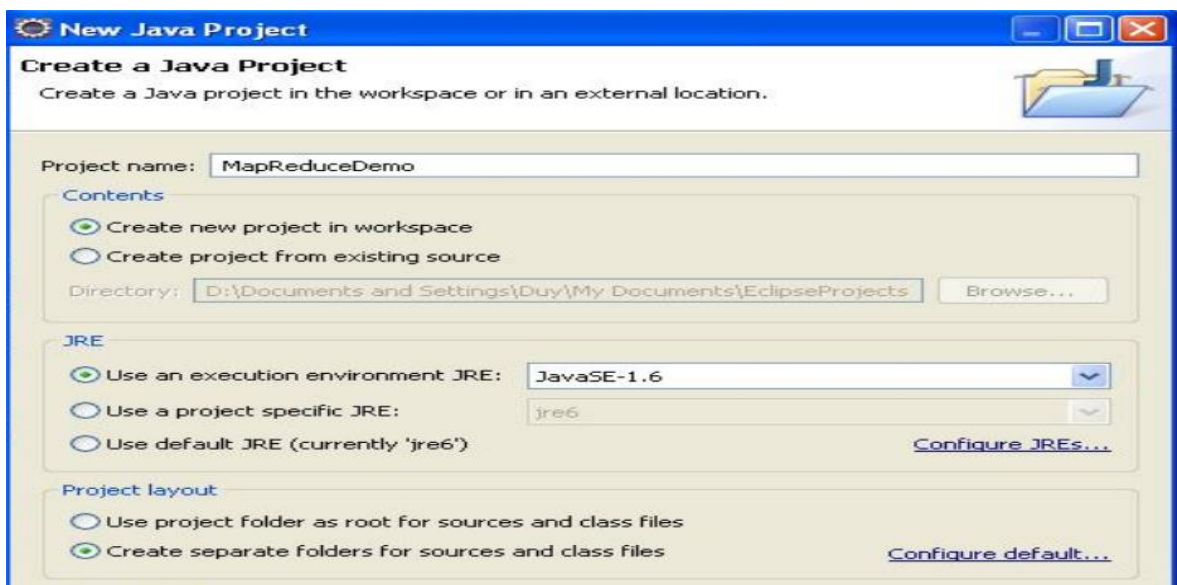 New Java Project
Create a Java Project
Create a Java project in the workspace or in an external location.
Project name: MapReduceDemo
Contents
Create new project in workspace
Create project from existing source
Directory: D:\Documents and Settings\Duy\My Documents\EclipseProjects Browse...
JRE
Use an execution environment JRE: JavaSE-1.6
Use a project specific JRE: jre6
Use default JRE (currently 'jre6') Configure JREs...
Project layout
Use project folder as root for sources and class files
Create separate folders for sources and class files Configure default...